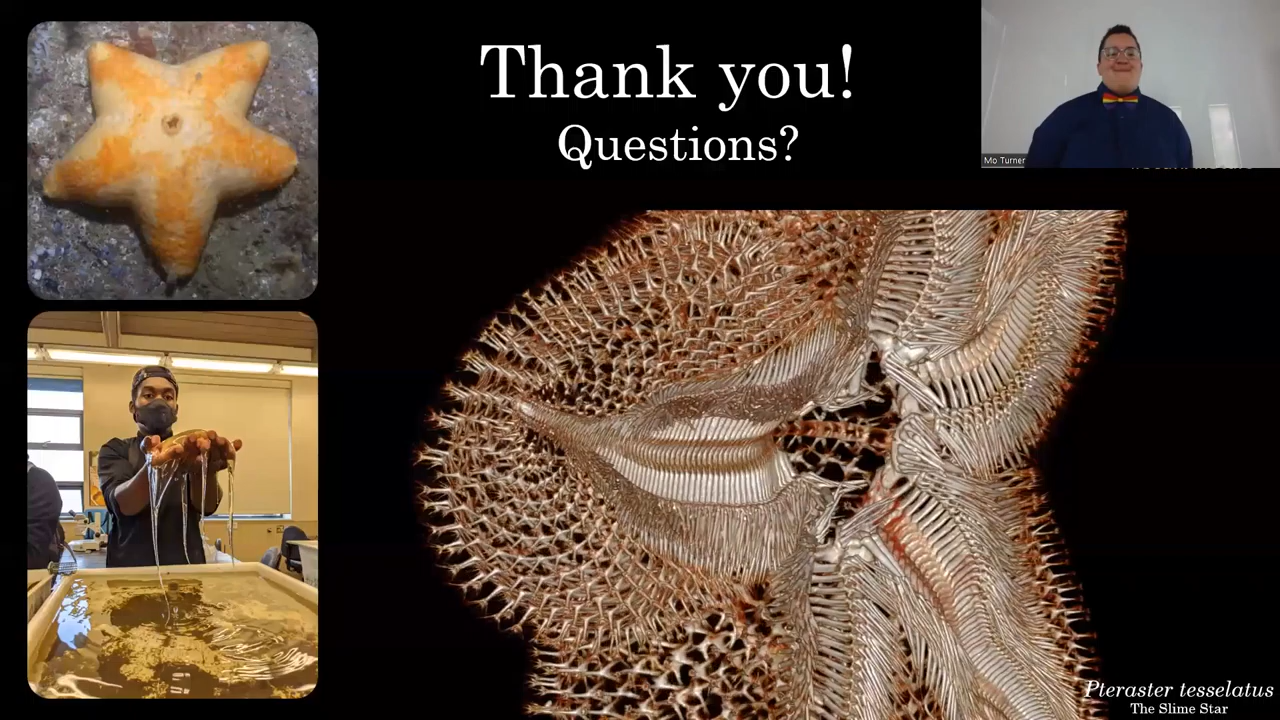 Thank you!
Questions?
Mo Turner
Pteraster tesselatus
The Slime Star